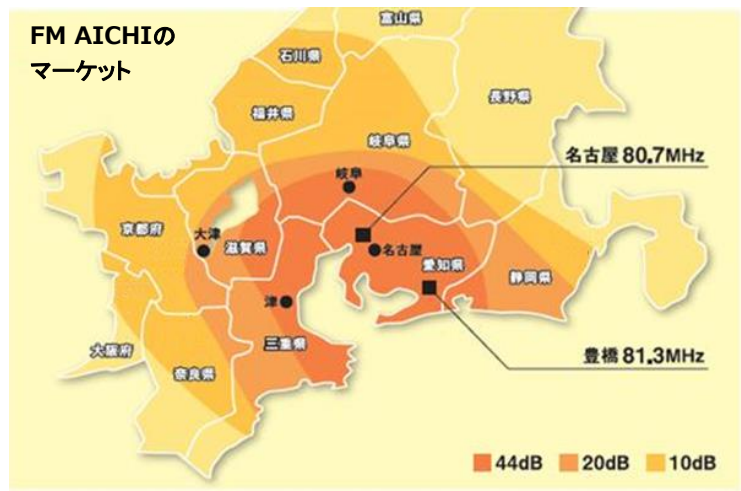 FM AICHIの
マーケット
富山県
石川県
長野県
福井県
岐阜県
名古屋 80.7MHz
岐阜
京都府
大津
滋賀県
名古屋
愛知県
静岡県
津
三重県
大阪府
豊橋 81.3MHz
奈良県
44dB 20dB 10dB